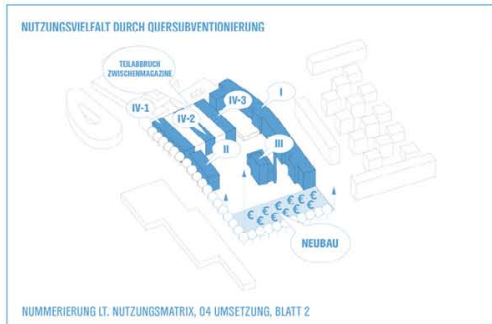 NUTZUNGSVIELFALT DURCH QUERSUBVENTIONIERUNG
TEILABBRUCH
ZWISCHENMAGAZINE
IV-1
IV-2
IV-3
I
II
III
€ € € € € €
€ € € € € €
NEUBAU
NUMMERIERUNG LT. NUTZUNGSMATRIX, 04 UMSETZUNG, BLATT 2